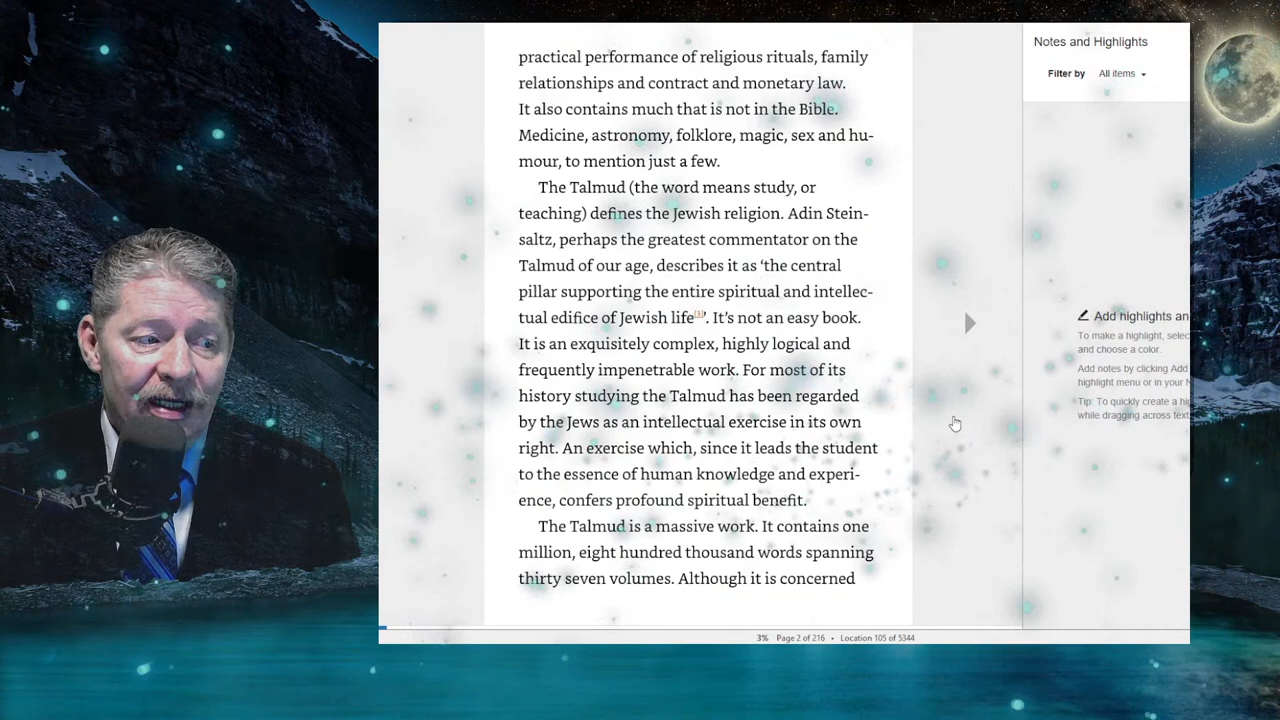 practical performance of religious rituals, family
relationships and contract and monetary law.
It also contains much that is not in the Bible.
Medicine, astronomy, folklore, magic, sex and hu-
mour, to mention just a few.
The Talmud (the word means study, or
teaching) defines the Jewish religion. Adin Stein-
saltz, perhaps the greatest commentator on the
Talmud of our age, describes it as ‘the central
pillar supporting the entire spiritual and intellec-
tual edifice of Jewish life[3]’. It’s not an easy book.
It is an exquisitely complex, highly logical and
frequently impenetrable work. For most of its
history studying the Talmud has been regarded
by the Jews as an intellectual exercise in its own
right. An exercise which, since it leads the student
to the essence of human knowledge and experi-
ence, confers profound spiritual benefit.
The Talmud is a massive work. It contains one
million, eight hundred thousand words spanning
thirty seven volumes. Although it is concerned
3% Page 2 of 216 • Location 105 of 5344
Notes and Highlights
Filter by All items
Add highlights an
To make a highlight, selec
and choose a color.
Add notes by clicking Add
highlight menu or in your N
Tip: To quickly create a hig
while dragging across text